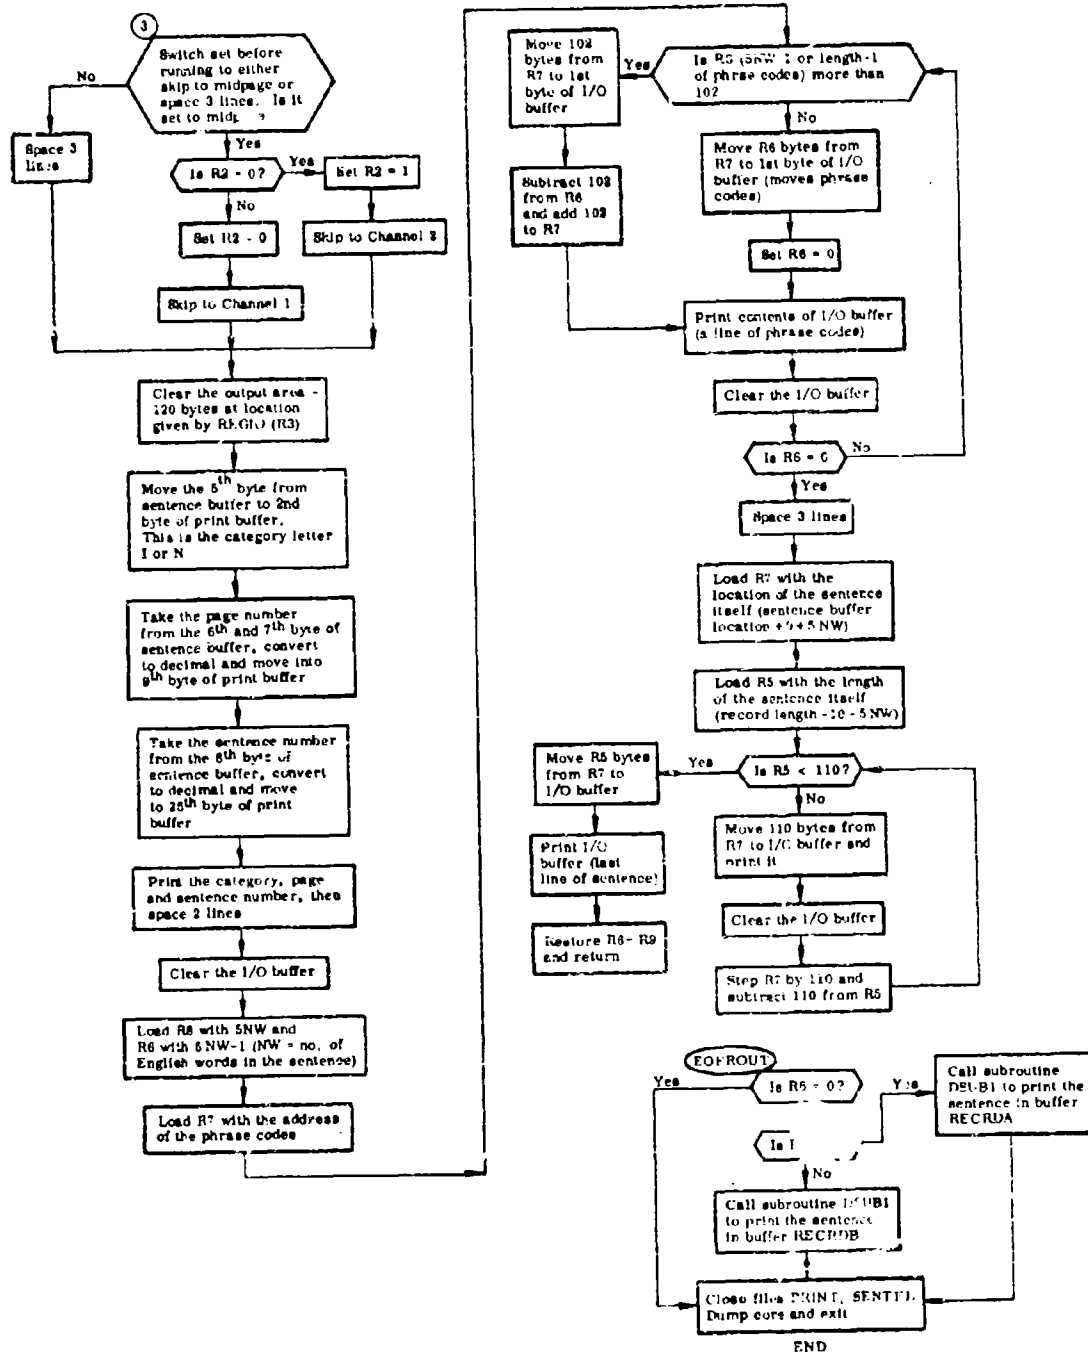 3
Switch set before
running to either
skip to midpage or
space 3 lines. Is it
set to
No
Yes
Space 3
lines
Is R2 = 0?
Yes
Set R2 = 1
No
Set R2 - 0
Skip to Channel
Skip to Channel 1
Clear the output area -
120 bytes at location
given by REGIO (R3)
Move the 5th byte from
sentence buffer to 2nd
byte of print buffer.
This is the category letter
I or N
Take the page number
from the 6th and 7th byte of
sentence buffer, convert
to decimal and move into
9th byte of print buffer
Take the sentence number
from the 8th byte of
sentence buffer, convert
to decimal and move
to 25th byte of print
buffer
Print the category, page
and sentence number, then
space 2 lines
Clear the I/O buffer
Load R8 with 5NW and
R6 with 5NW-1 (NW = no. of
English words in the sentence)
Load R7 with the address
of the phrase codes
Move 102
bytes from
R7 to 1st
byte of I/O
buffer
Yes
Is R6 (5NW-1 or length-1
of phrse codes) more than
102
No
Subtract 102
from R6
and add 102
to R7
Move R6 bytes from
R7 to 1st byte of I/O
buffer (moves phrase
codes)
Set R6 = 0
Print contents of I/O buffer
(a line of phrase codes)
Clear the I/O buffer
Is R6 = 0
No
Yes
Space 3 lines
Load R7 with the
location of the sentence
itself (sentence buffer
location + 9 + 5NW)
Load R5 with the length
of the sentence itself
(record length -10 - 5NW)
Move R5 bytes
from R7 to
I/O buffer
Yes
Is R5 < 110?
No
Print I/O
buffer (last
line of sentence)
Move 110 bytes from
R7 to I/O buffer and
print it
Clear the I/O buffer
Restore R6- R9
and return
Step R7 by 110 and
subtract 110 from R5
EOFROUT
Yes
Is R5 = 0?
Yes
Call subroutine
DSUB1 to print the
sentence in buffer
RECRDA
Is
No
Call subroutine DSUB1
to print the sentence
in buffer RECRDB
Close files PRINT,
Dump core and exit
END